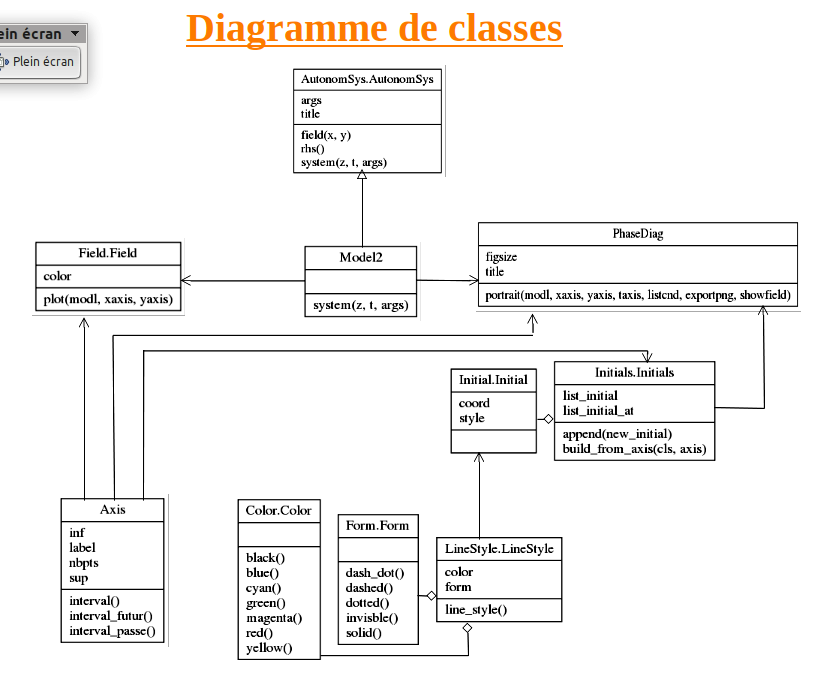 Diagramme de classes
ein écran
Plein écran
AutonomSys.AutonomSys
args
title
field(x, y)
rhs()
system(z, t, args)
Field.Field
color
plot(modl, xaxis, yaxis)
Model2
system(z, t, args)
PhaseDiag
figsize
title
portrait(modl, xaxis, yaxis, taxis, listcnd, exportpng, showfield)
Initial.Initial
coord
style
Initials.Initials
list_initial
list_initial_at
append(new_initial)
build_from_axis(cls, axis)
Axis
inf
label
nbpts
sup
interval()
interval_futur()
interval_passe()
Color.Color
black()
blue()
cyan()
green()
magenta()
red()
yellow()
Form.Form
dash_dot()
dashed()
dotted()
invisble()
solid()
LineStyle.LineStyle
color
form
line_style()